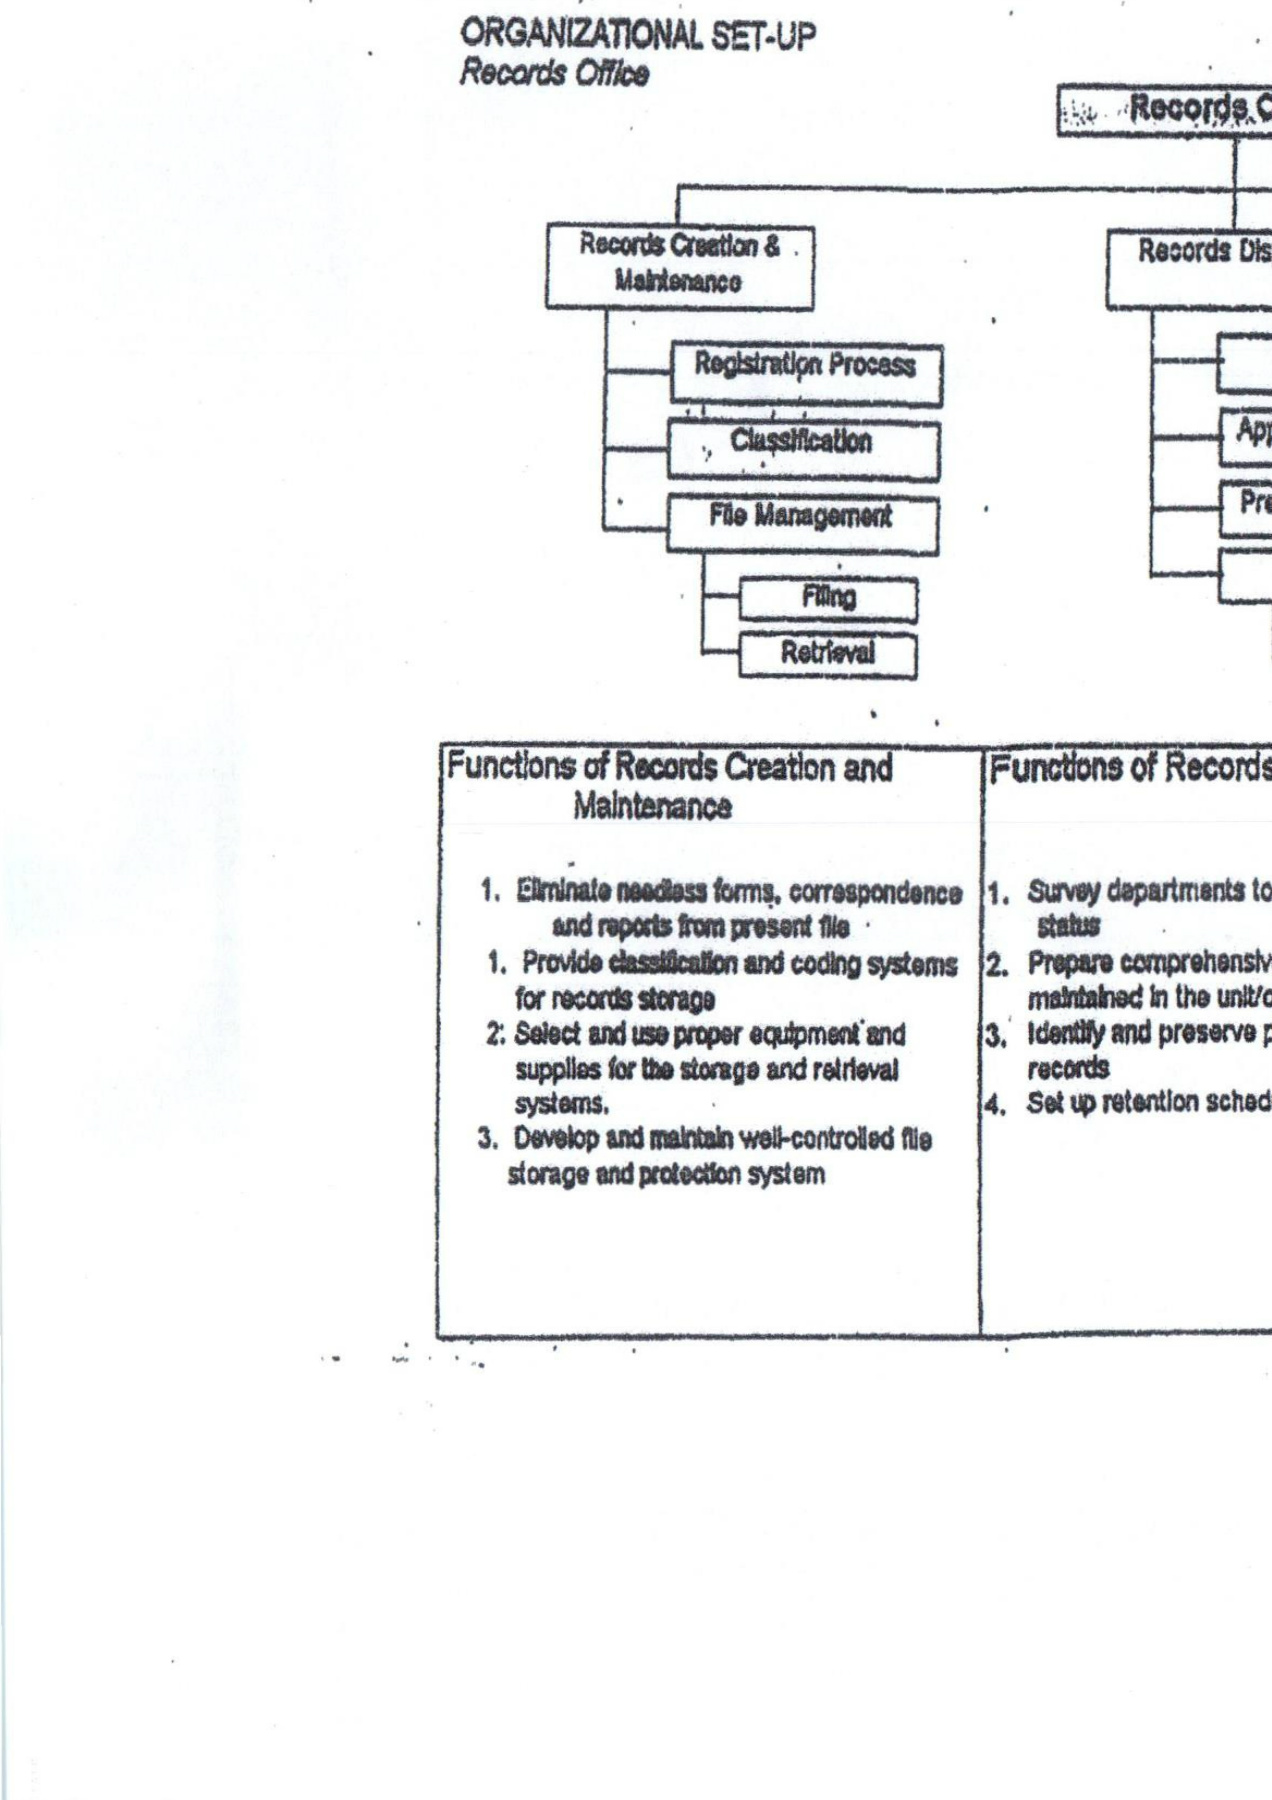 ORGANIZATIONAL SET-UP
Records Office
Records
Records Creation &
Maintenance
Registration Process
Classification
File Management
Filing
Retrieval
Records Dis
App
Pre
Functions of Records Creation and
Maintenance
1. Eliminate needless forms, correspondence
and reports from present file
1. Provide classification and coding systems
for records storage
2. Select and use proper equipment and
supplies for the storage and retrieval
systems.
3. Develop and maintain well-controlled file
storage and protection system
Functions of Records
1. Survey departments to
status
2. Prepare comprehensiv
maintained in the unit/
3. Identify and preserve p
records
4. Set up retention sched